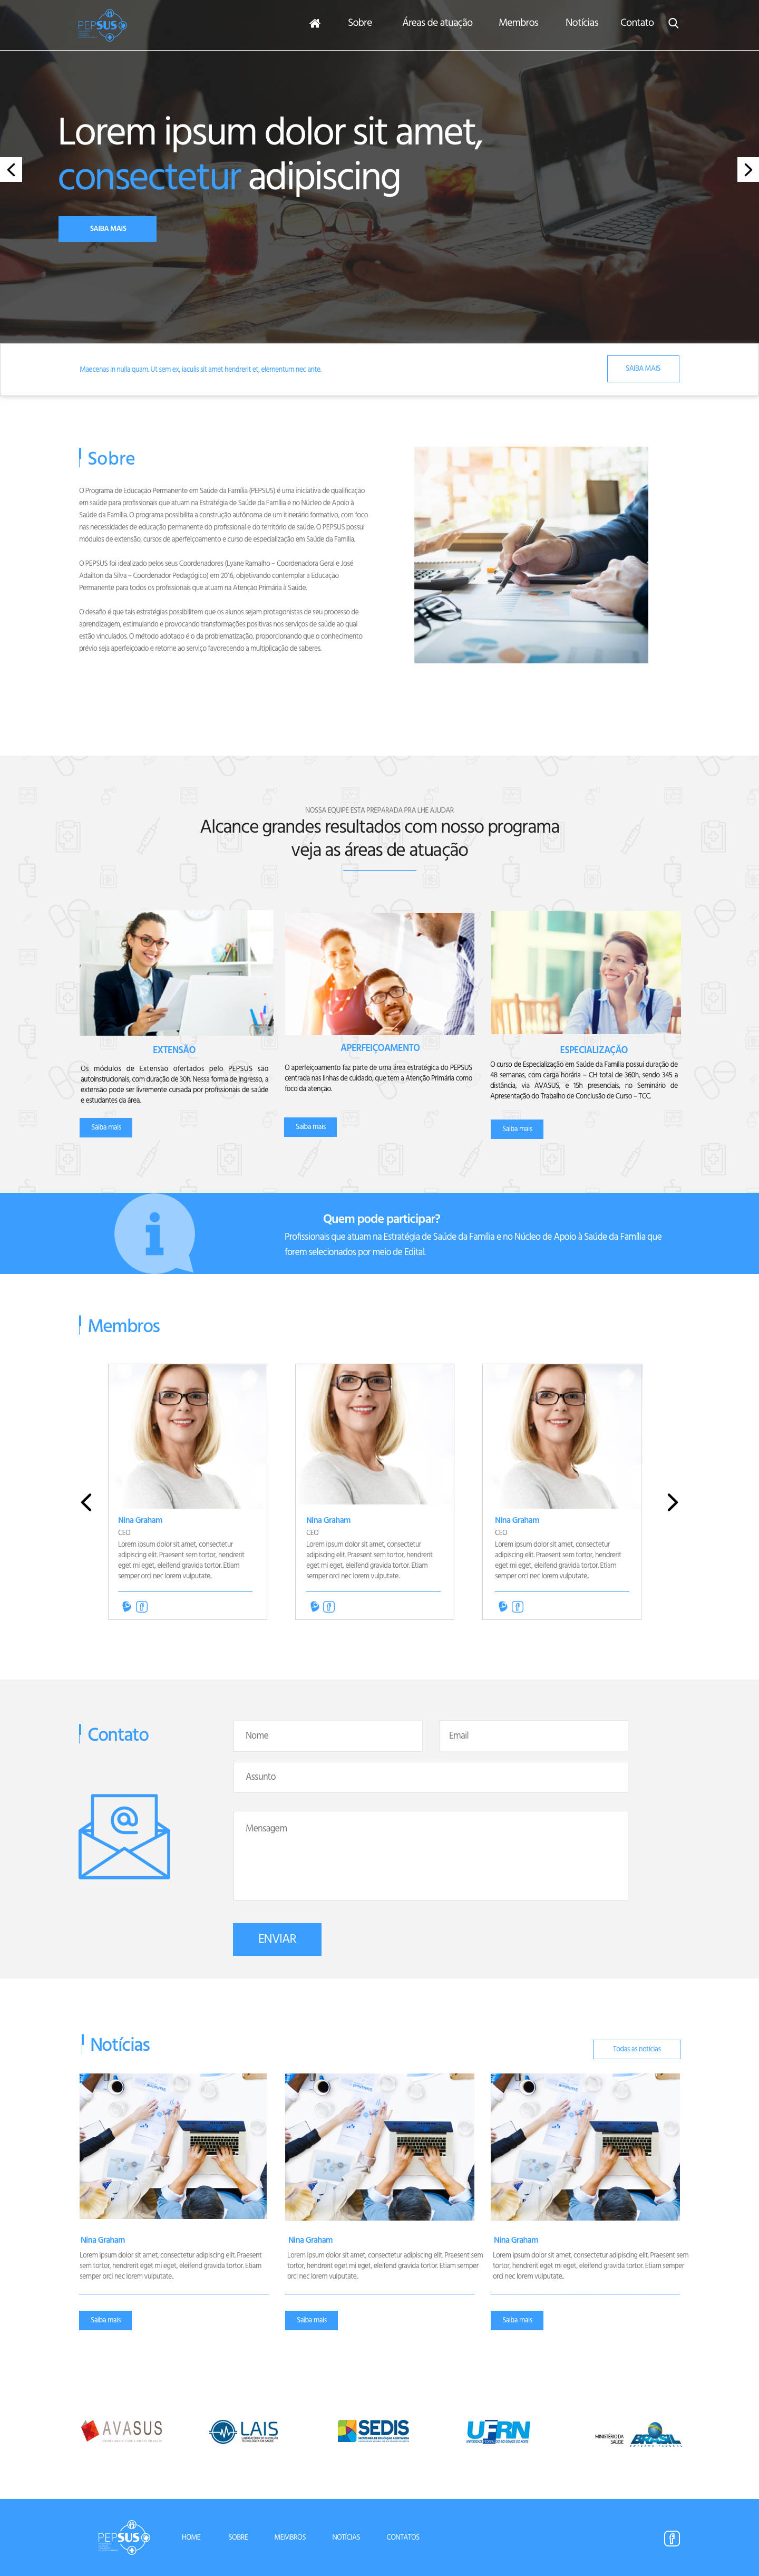 PEPSUS
Sobre Áreas de atuação Membros Notícias Contato
Lorem ipsum dolor sit amet,
consectetur adipiscing
SAIBA MAIS
Maecenas in nulla quam. Ut sem ex, iaculis sit amet hendrerit et, elementum nec ante.
SAIBA MAIS
Sobre
O Programa de Educação Permanente em Saúde da Família (PEPSUS) é uma iniciativa de qualificação
em saúde para profissionais que atuam na Estratégia de Saúde da Família e no Núcleo de Apoio à
Saúde da Família. O programa possibilita a construção autônoma de um itinerário formativo, com foco
nas necessidades de educação permanente do profissional e do território de saúde. O PEPSUS possui
módulos de extensão, cursos de aperfeiçoamento e curso de especialização em Saúde da Família.
O PEPSUS foi idealizado pelos seus Coordenadores (Lyane Ramalho – Coordenadora Geral e José
Adailton da Silva – Coordenador Pedagógico) em 2016, objetivando contemplar a Educação
Permanente para todos os profissionais que atuam na Atenção Primária à Saúde.
O desafio é que tais estratégias possibilitem que os alunos sejam protagonistas de seu processo de
aprendizagem, estimulando e provocando transformações positivas nos serviços de saúde ao qual
estão vinculados. O método adotado é o da problematização, proporcionando que o conhecimento
prévio seja aperfeiçoado e retorne ao serviço favorecendo a multiplicação de saberes.
NOSSA EQUIPE ESTA PREPARADA PRA LHE AJUDAR
Alcance grandes resultados com nosso programa
veja as áreas de atuação
EXTENSÃO
Os módulos de Extensão ofertados pelo PEPSUS são
autoinstrucionais, com duração de 30h. Nessa forma de ingresso, a
extensão pode ser livremente cursada por profissionais de saúde
e estudantes da área.
Saiba mais
APERFEIÇOAMENTO
O aperfeiçoamento faz parte de uma área estratégica do PEPSUS
centrada nas linhas de cuidado, que tem a Atenção Primária como
foco da atenção.
Saiba mais
ESPECIALIZAÇÃO
O curso de Especialização em Saúde da Família possui duração de
48 semanas, com carga horária – CH total de 360h, sendo 345 a
distância, via AVASUS, e 15h presenciais, no Seminário de
Apresentação do Trabalho de Conclusão de Curso – TCC.
Saiba mais
Quem pode participar?
Profissionais que atuam na Estratégia de Saúde da Família e no Núcleo de Apoio à Saúde da Família que
forem selecionados por meio de Edital.
Membros
Nina Graham
CEO
Lorem ipsum dolor sit amet, consectetur
adipiscing elit. Praesent sem tortor, hendrerit
eget mi eget, eleifend gravida tortor. Etiam
semper orci nec lorem vulputate..
Nina Graham
CEO
Lorem ipsum dolor sit amet, consectetur
adipiscing elit. Praesent sem tortor, hendrerit
eget mi eget, eleifend gravida tortor. Etiam
semper orci nec lorem vulputate..
Nina Graham
CEO
Lorem ipsum dolor sit amet, consectetur
adipiscing elit. Praesent sem tortor, hendrerit
eget mi eget, eleifend gravida tortor. Etiam
semper orci nec lorem vulputate..
Contato
Nome
Email
Assunto
Mensagem
ENVIAR
Notícias
Todas as notícias
Nina Graham
Lorem ipsum dolor sit amet, consectetur adipiscing elit. Praesent
sem tortor, hendrerit eget mi eget, eleifend gravida tortor. Etiam
semper orci nec lorem vulputate..
Saiba mais
Nina Graham
Lorem ipsum dolor sit amet, consectetur adipiscing elit. Praesent sem
tortor, hendrerit eget mi eget, eleifend gravida tortor. Etiam semper
orci nec lorem vulputate..
Saiba mais
Nina Graham
Lorem ipsum dolor sit amet, consectetur adipiscing elit. Praesent sem
tortor, hendrerit eget mi eget, eleifend gravida tortor. Etiam semper
orci nec lorem vulputate..
Saiba mais
AVASUS
LAIS
SEDIS
UFRN
MINISTÉRIO DA
SAÚDE
BRASIL
PEPSUS
HOME SOBRE MEMBROS NOTÍCIAS CONTATOS